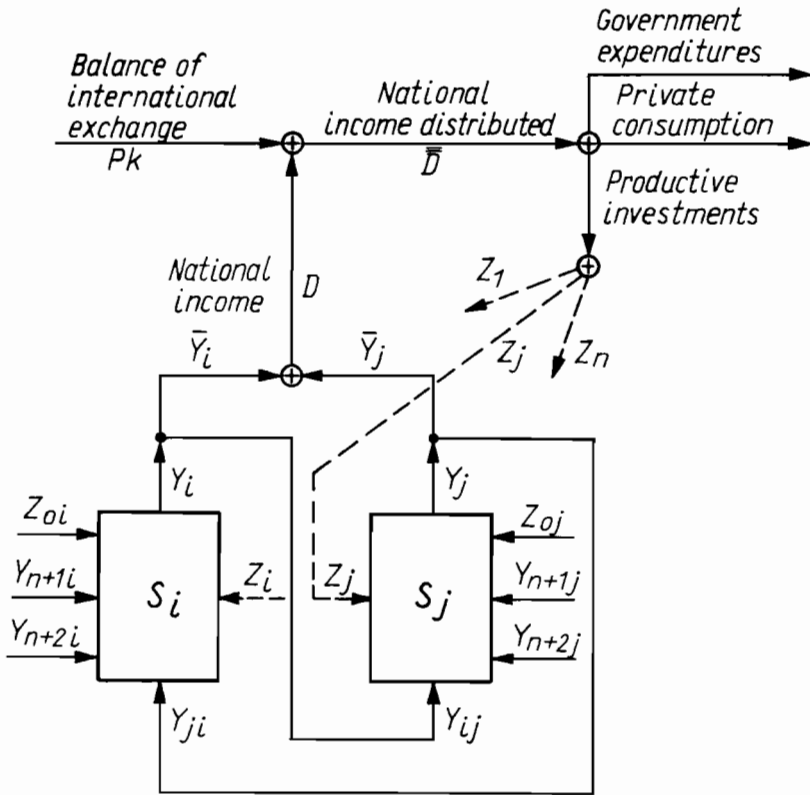 Government
expenditures
Balance of
international
exchange
Pk
National
income distributed
D̿
Private
consumption
Productive
investments
National
income
D
Z1
Zj
Zn
Ȳi
Ȳj
Yi
Yj
Zoi
Yn+1i
Yn+2i
Si
Zi
Zj
Sj
Zoj
Yn+1j
Yn+2j
Yji
Yij